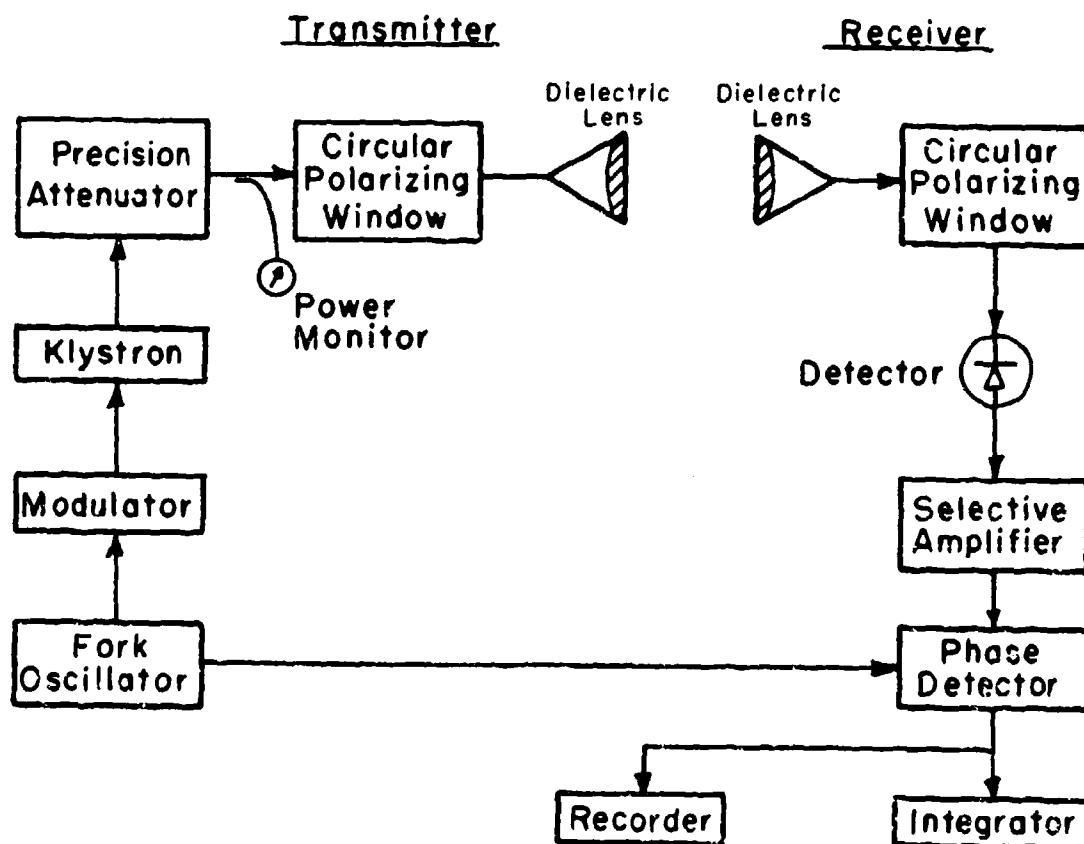 Transmitter
Receiver
Dielectric
Lens
Dielectric
Lens
Precision
Attenuator
Circular
Polarizing
Window
Circular
Polarizing
Window
Power
Monitor
Klystron
Detector
Modulator
Selective
Amplifier
Fork
Oscillator
Phase
Detector
Recorder
Integrator